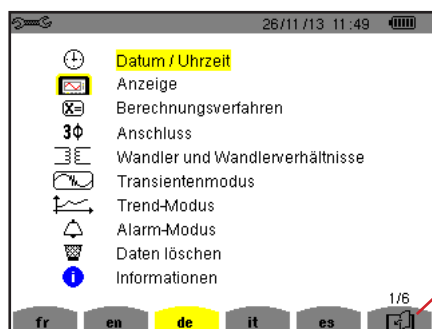 26/11/13 11:49
Datum / Uhrzeit
Anzeige
X= Berechnungsverfahren
3Φ Anschluss
Wandler und Wandlerverhältnisse
Transientenmodus
Trend-Modus
Alarm-Modus
Daten löschen
i Informationen
1/6
fr en de it es